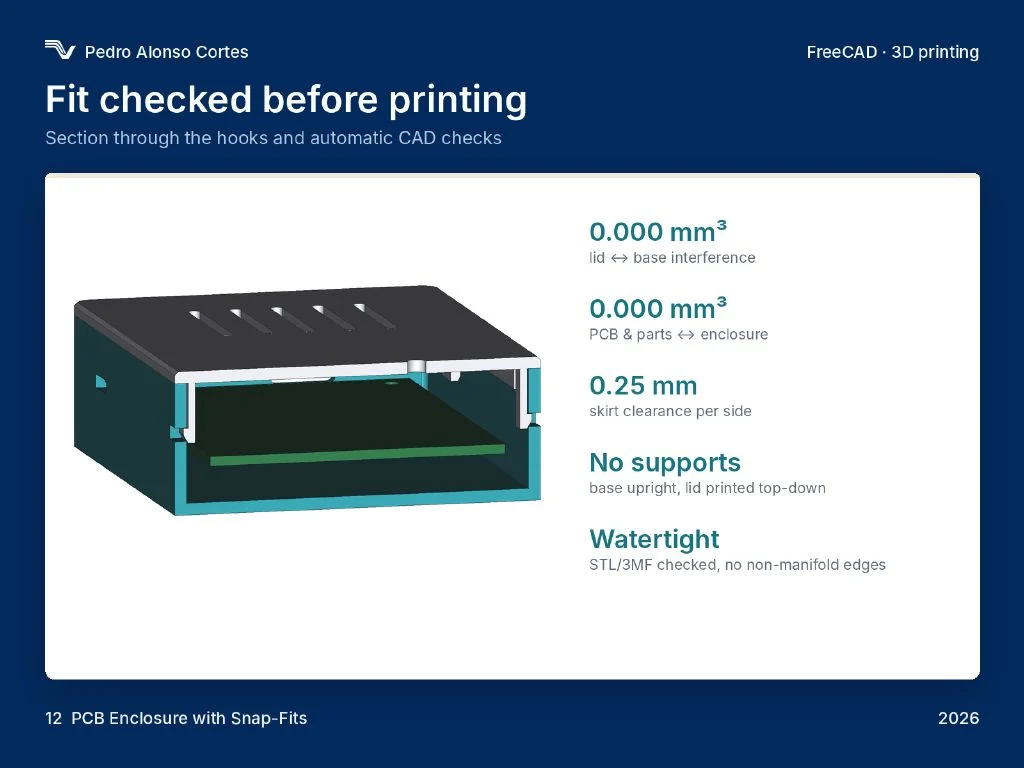 Pedro Alonso Cortes
FreeCAD · 3D printing
Fit checked before printing
Section through the hooks and automatic CAD checks
0.000 mm³
lid ↔ base interference
0.000 mm³
PCB & parts ↔ enclosure
0.25 mm
skirt clearance per side
No supports
base upright, lid printed top-down
Watertight
STL/3MF checked, no non-manifold edges
12 PCB Enclosure with Snap-Fits
2026